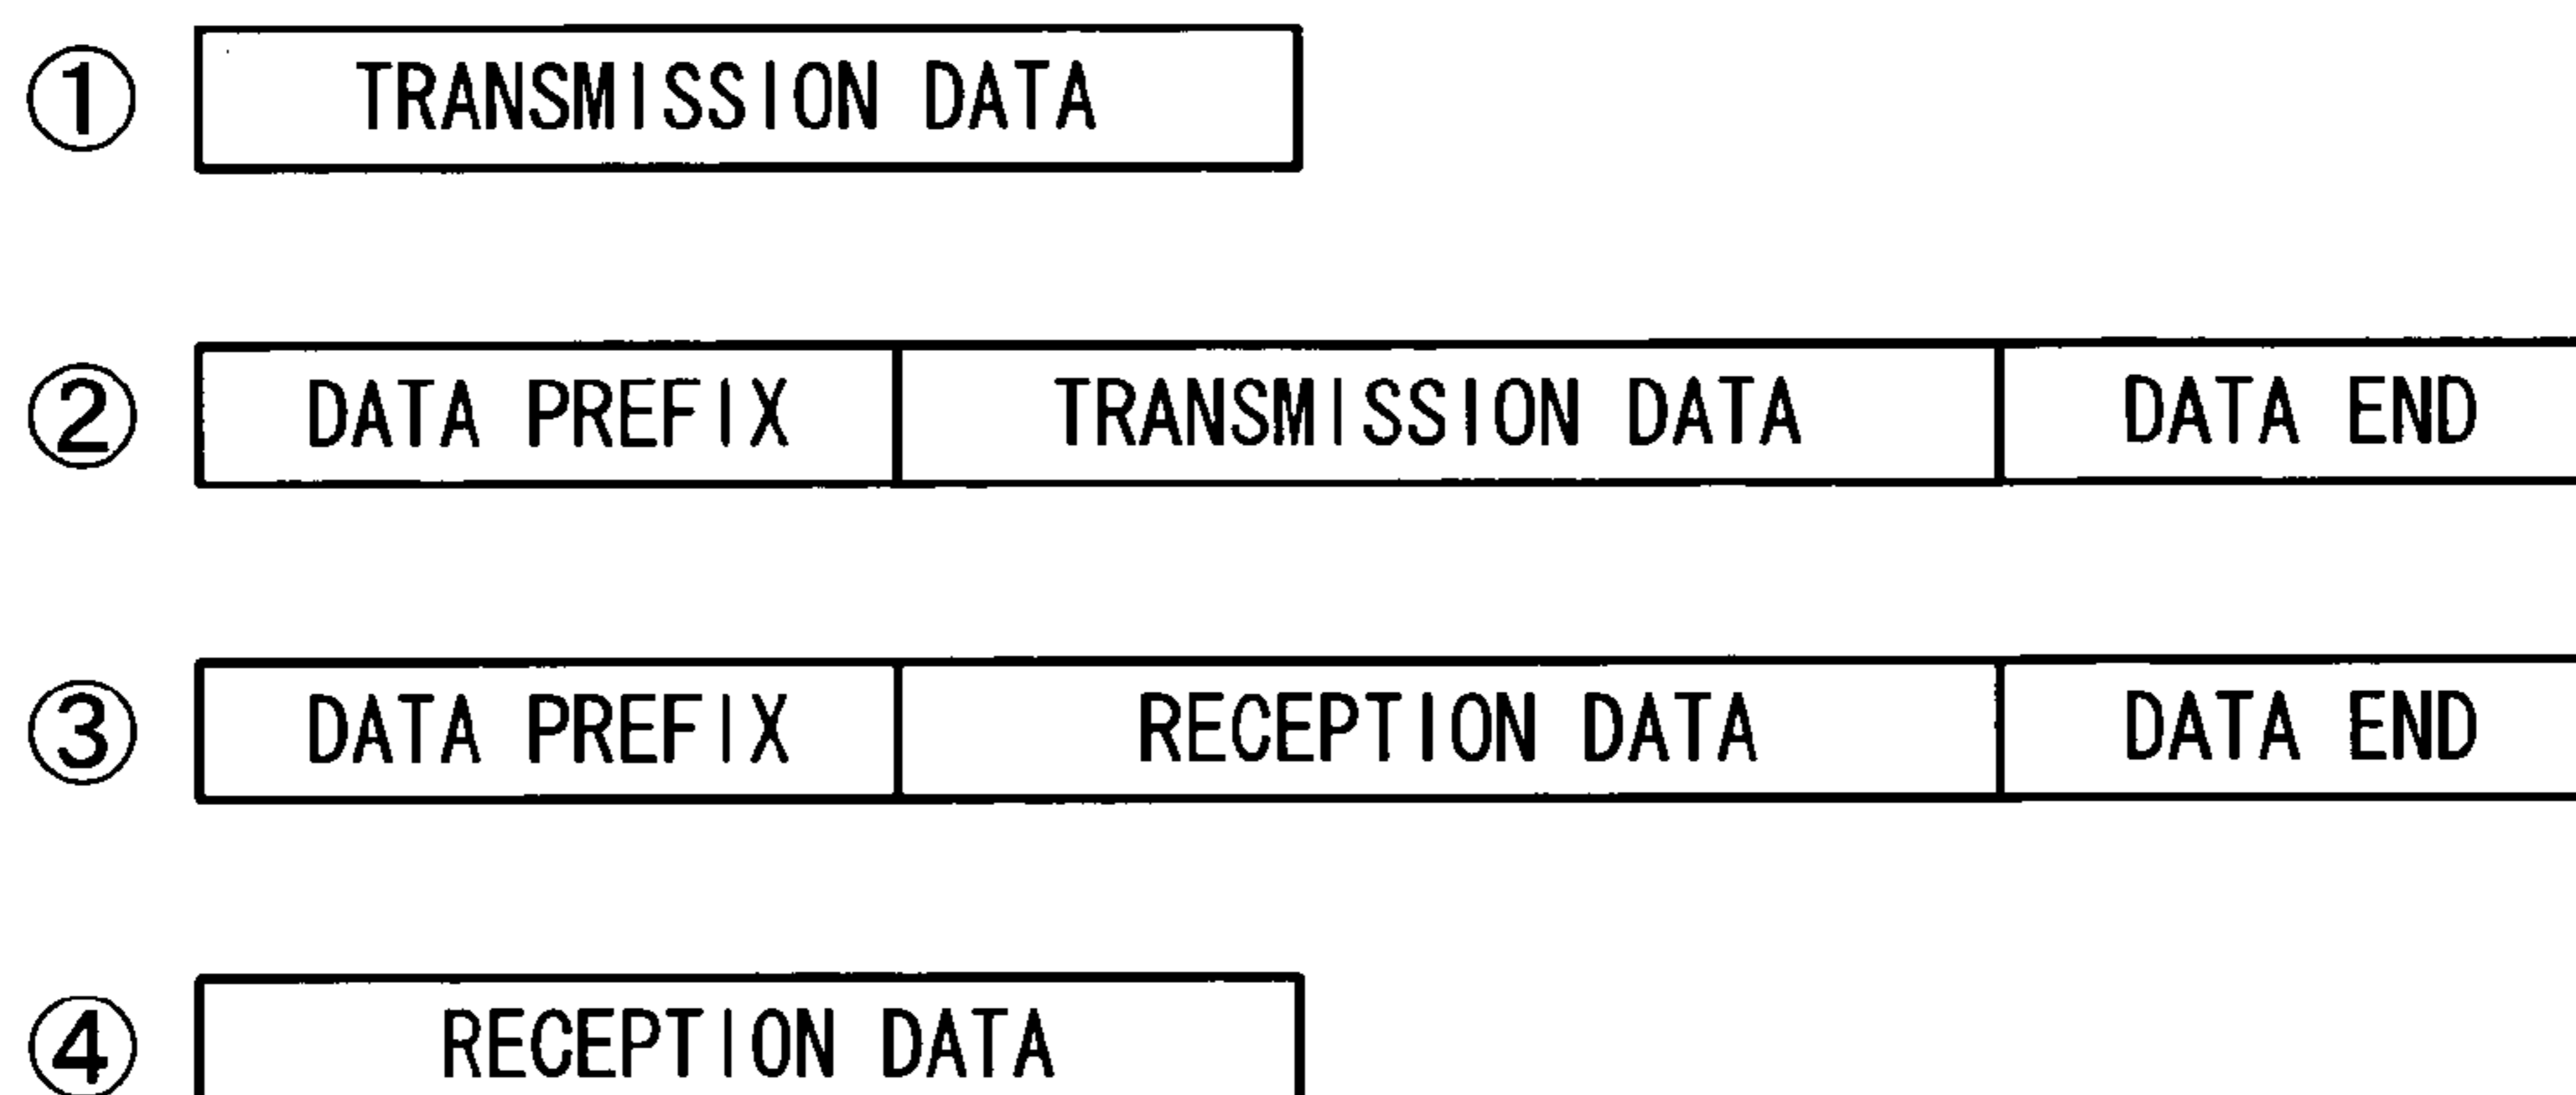 ① TRANSMISSION DATA
② DATA PREFIX TRANSMISSION DATA DATA END
③ DATA PREFIX RECEPTION DATA DATA END
④ RECEPTION DATA